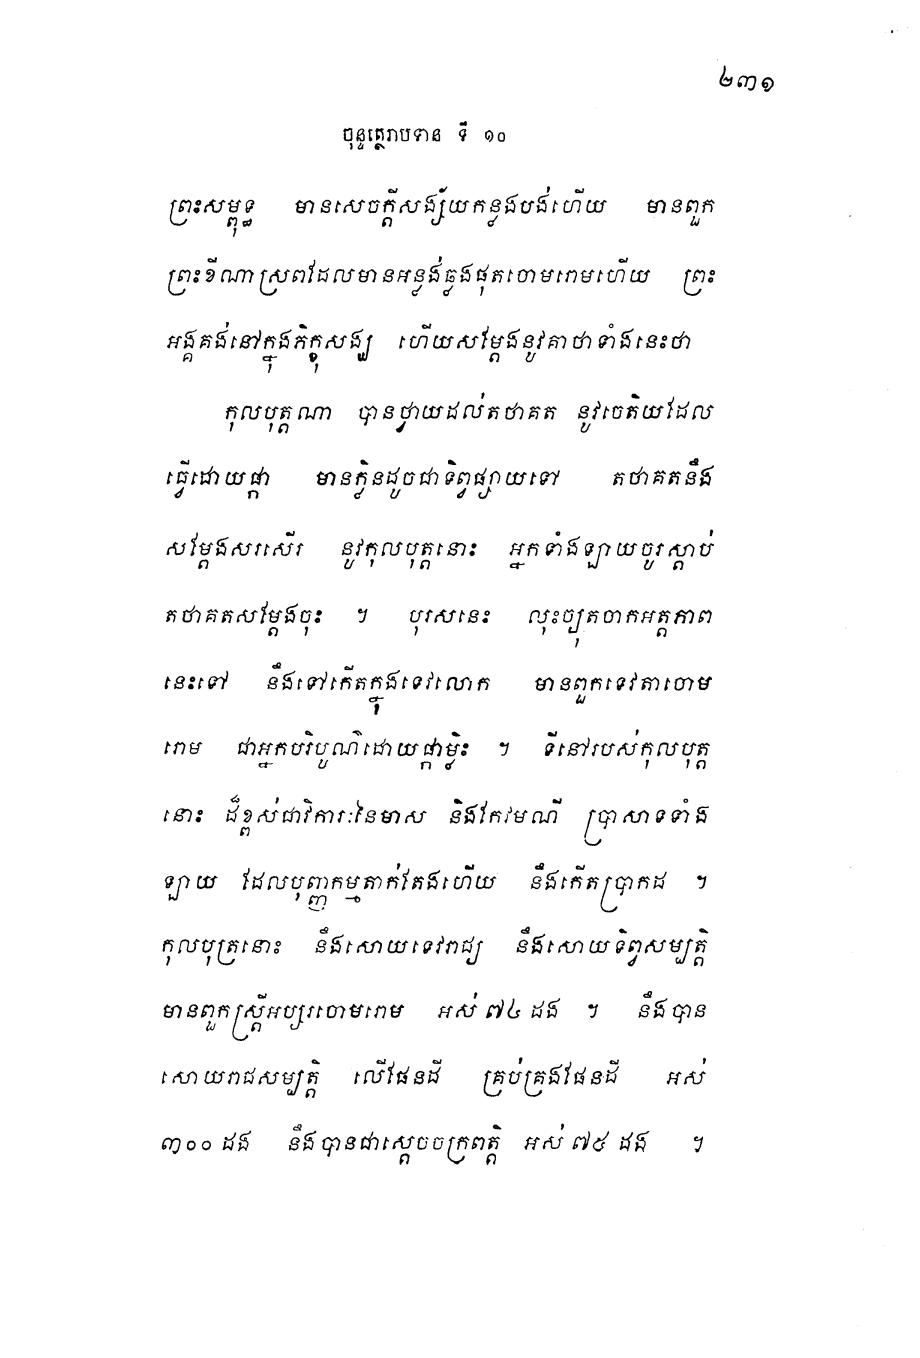 ២៣១
ចុន្ទត្ថេរាបទាន ទី ១០
ព្រះសម្ពុទ្ធ មានសេចក្តីសង្ស័យកន្លងបង់ហើយ មានពួក
ព្រះខីណាស្រពដែលមានអន្លង់ឆ្លងផុតចោមរោមហើយ ព្រះ
អង្គគង់នៅក្នុងភិក្ខុសង្ឃ ហើយសម្តែងនូវគាថាទាំងនេះថា
កុលបុត្តណា បានថ្វាយដល់តថាគត នូវចេតិយដែល
ធ្វើដោយផ្កា មានក្លិនដូចជាទិព្វផ្សាយទៅ តថាគតនឹង
សម្តែងសរសើរ នូវកុលបុត្តនោះ អ្នកទាំងឡាយចូរស្តាប់
តថាគតសម្តែងចុះ ។ បុរសនេះ លុះច្យុតចាកអត្តភាព
នេះទៅ នឹងទៅកើតក្នុងទេវលោក មានពួកទេវតាចោម
រោម ជាអ្នកបរិបូណ៌ដោយផ្កាម្លិះ ។ ទីនៅរបស់កុលបុត្ត
នោះ ដ៏ខ្ពស់ជាវិការៈនៃមាស និងកែវមណី ប្រាសាទទាំង
ឡាយ ដែលបុញ្ញកម្មតាក់តែងហើយ នឹងកើតប្រាកដ ។
កុលបុត្រនោះ នឹងសោយទេវរាជ្យ នឹងសោយទិព្វសម្បត្តិ
មានពួកស្ត្រីអប្សរចោមរោម អស់ ៧៤ ដង ។ នឹងបាន
សោយរាជសម្បត្តិ លើផែនដី គ្រប់គ្រងផែនដី អស់
៣០០ ដង នឹងបានជាស្តេចចក្រពត្តិ អស់ ៧៥ ដង ។